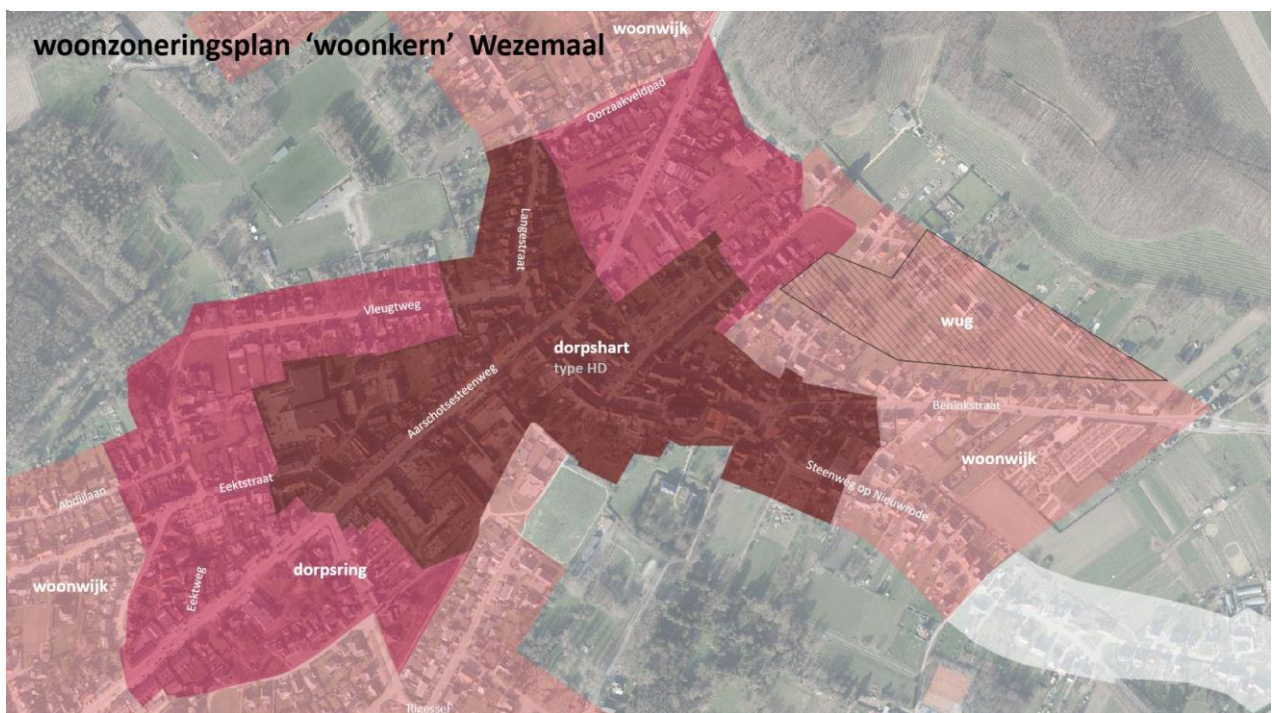 woonzoneringsplan ‘woonkern’ Wezemaal
woonwijk
Oorzaakveldpad
Langestraat
Vleugtweg
wug
dorpshart
type HD
Aarschotsesteenweg
Beninkstraat
woonwijk
Steenweg op Nieuwrode
Eektstraat
Abdijlaan
dorpsring
woonwijk
Eektweg
Rigessel